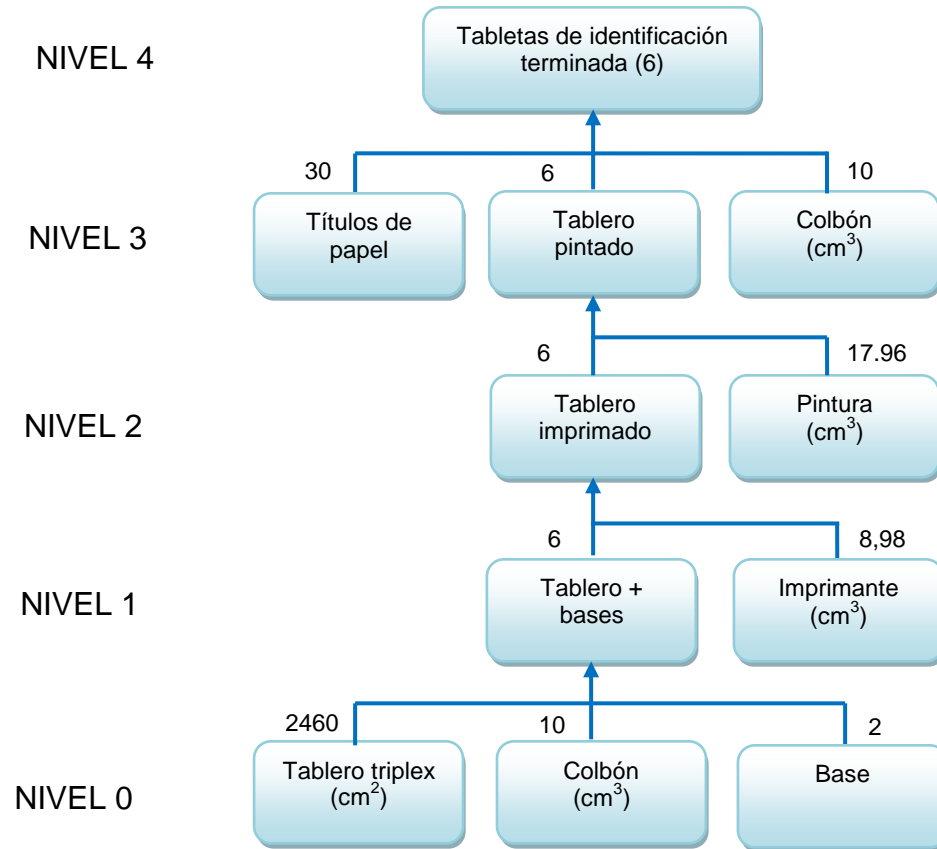 NIVEL 4
Tabletas de identificación
terminada (6)
30
6
10
NIVEL 3
Títulos de
papel
Tablero
pintado
Colbón
(cm³)
6
17.96
NIVEL 2
Tablero
imprimado
Pintura
(cm³)
6
8,98
NIVEL 1
Tablero +
bases
Imprimante
(cm³)
2460
10
2
NIVEL 0
Tablero triplex
(cm²)
Colbón
(cm³)
Base